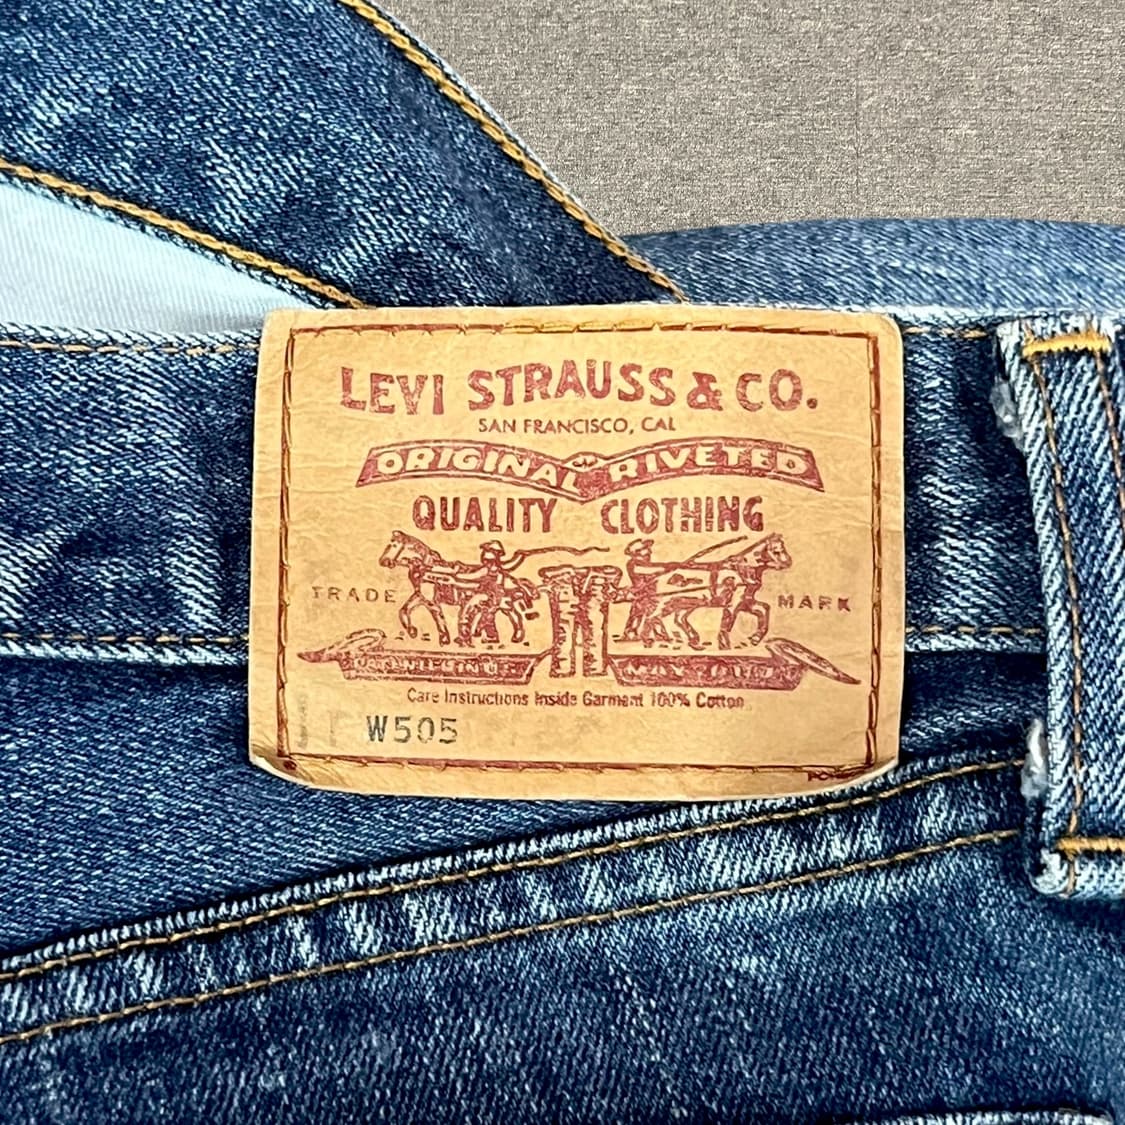 LEVI STRAUSS & CO.
SAN FRANCISCO, CAL
ORIGINAL RIVETED
QUALITY CLOTHING
TRADE MARK
Care Instructions Inside Garment 100% Cotton
W505